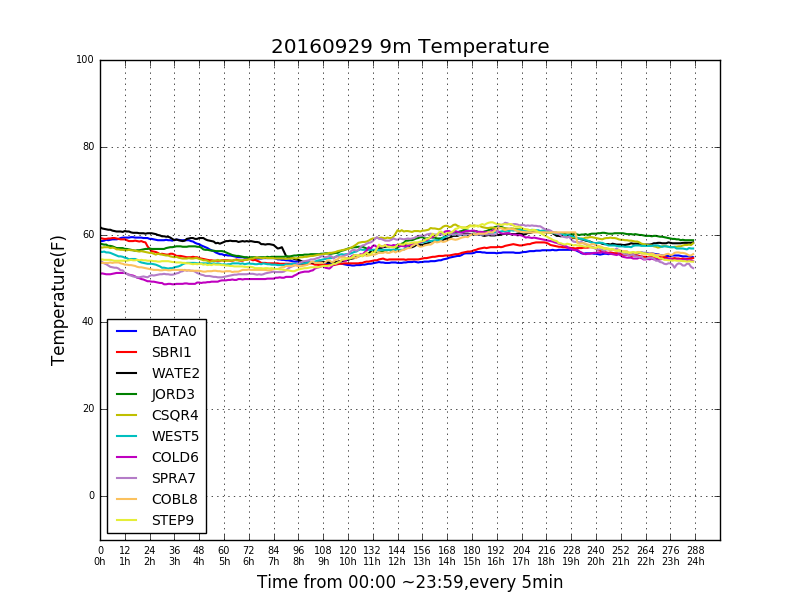 20160929 9m Temperature
100
80
60
40
20
0
Temperature(F)
BATA0
SBRI1
WATE2
JORD3
CSQR4
WEST5
COLD6
SPRA7
COBL8
STEP9
0 12 24 36 48 60 72 84 96 108 120 132 144 156 168 180 192 204 216 228 240 252 264 276 288
0h 1h 2h 3h 4h 5h 6h 7h 8h 9h 10h 11h 12h 13h 14h 15h 16h 17h 18h 19h 20h 21h 22h 23h 24h
Time from 00:00 ~23:59,every 5min